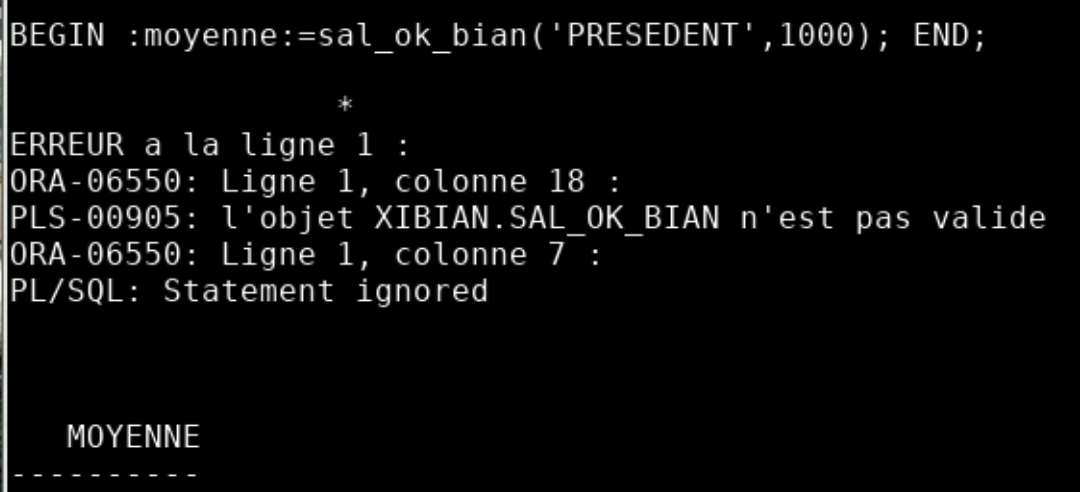 BEGIN :moyenne:=sal_ok_bian('PRESEDENT',1000); END;
*
ERREUR a la ligne 1 :
ORA-06550: Ligne 1, colonne 18 :
PLS-00905: l'objet XIBIAN.SAL_OK_BIAN n'est pas valide
ORA-06550: Ligne 1, colonne 7 :
PL/SQL: Statement ignored
MOYENNE
----------